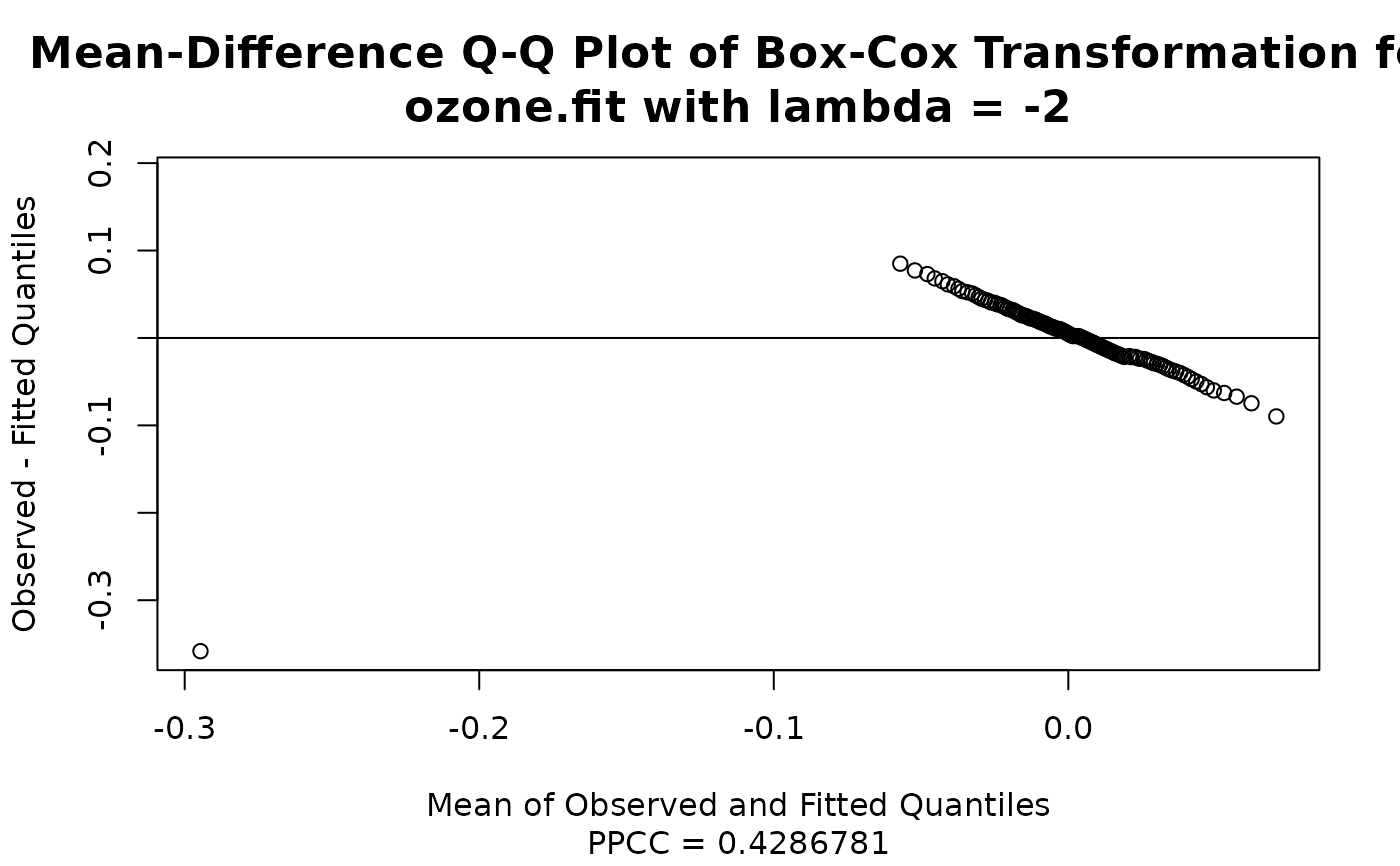 Mean-Difference Q-Q Plot of Box-Cox Transformation fo
ozone.fit with lambda = -2
Observed - Fitted Quantiles
0.2
0.1
-0.1
-0.3
-0.3 -0.2 -0.1 0.0
Mean of Observed and Fitted Quantiles
PPCC = 0.4286781